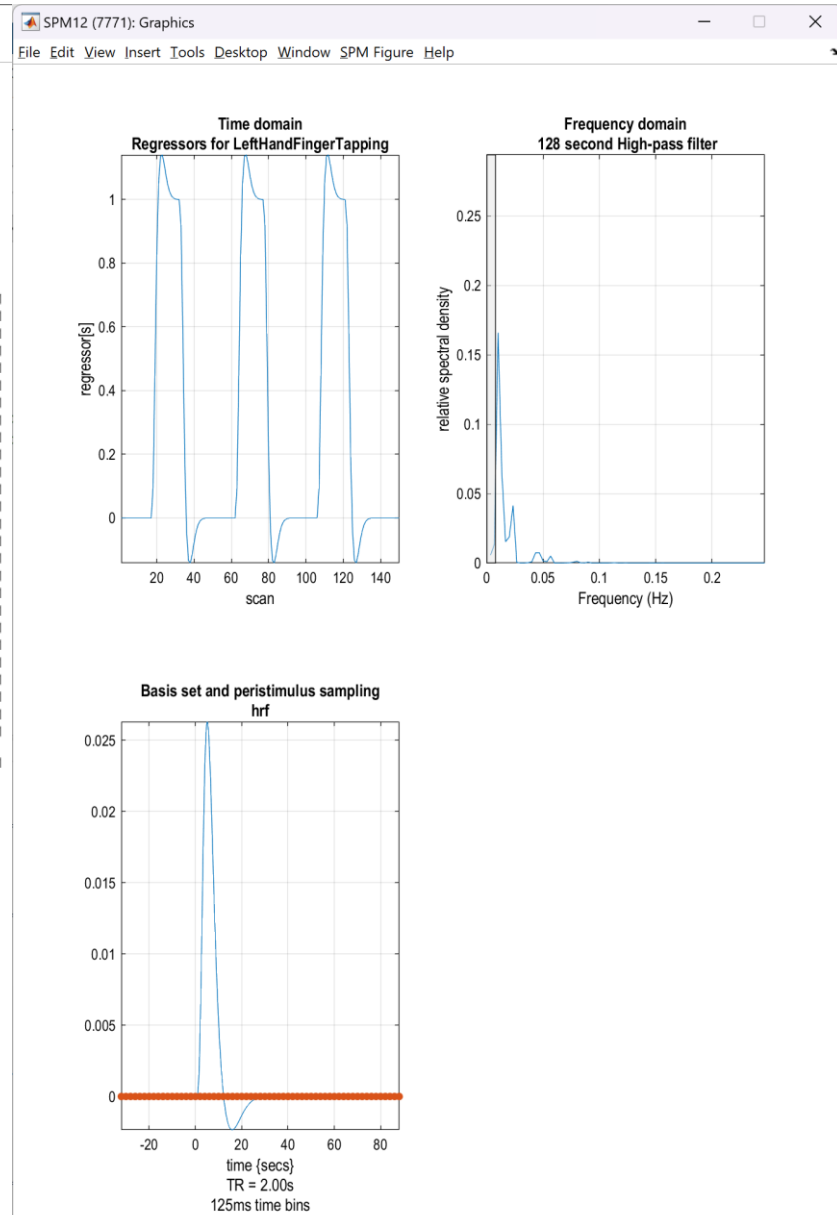 SPM12 (7771): Graphics
File Edit View Insert Tools Desktop Window SPM Figure Help
Time domain
Regressors for LeftHandFingerTapping
1
0.8
0.6
0.4
0.2
0
regressor[s]
20 40 60 80 100 120 140
scan
Frequency domain
128 second High-pass filter
0.25
0.2
0.15
0.1
0.05
0
relative spectral density
0 0.05 0.1 0.15 0.2
Frequency (Hz)
Basis set and peristimulus sampling
hrf
0.025
0.02
0.015
0.01
0.005
0
-20 0 20 40 60 80
time {secs}
TR = 2.00s
125ms time bins